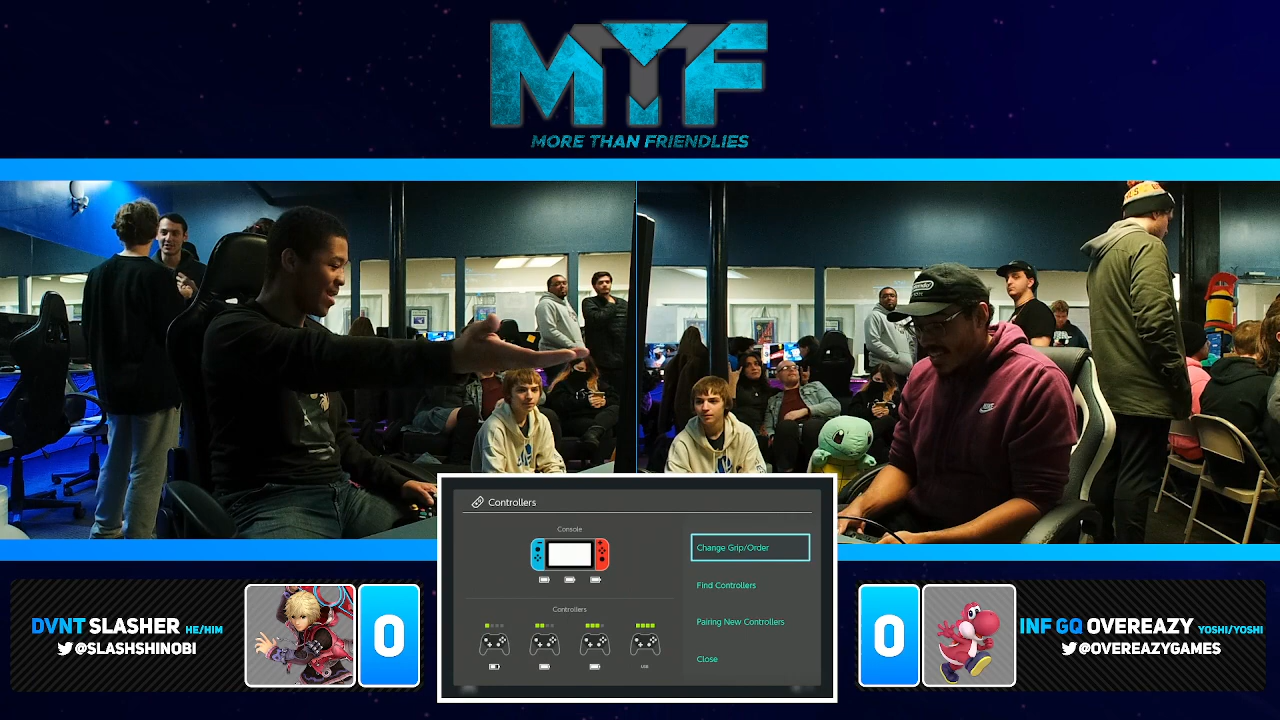 MTF
MORE THAN FRIENDLIES
Controllers
Console
Change Grip/Order
Find Controllers
Controllers
Pairing New Controllers
USB
Close
DVNT SLASHER HE/HIM
@SLASHSHINOBI
0
0
INF GQ OVEREAZY YOSHI/YOSHI
@OVEREAZYGAMES